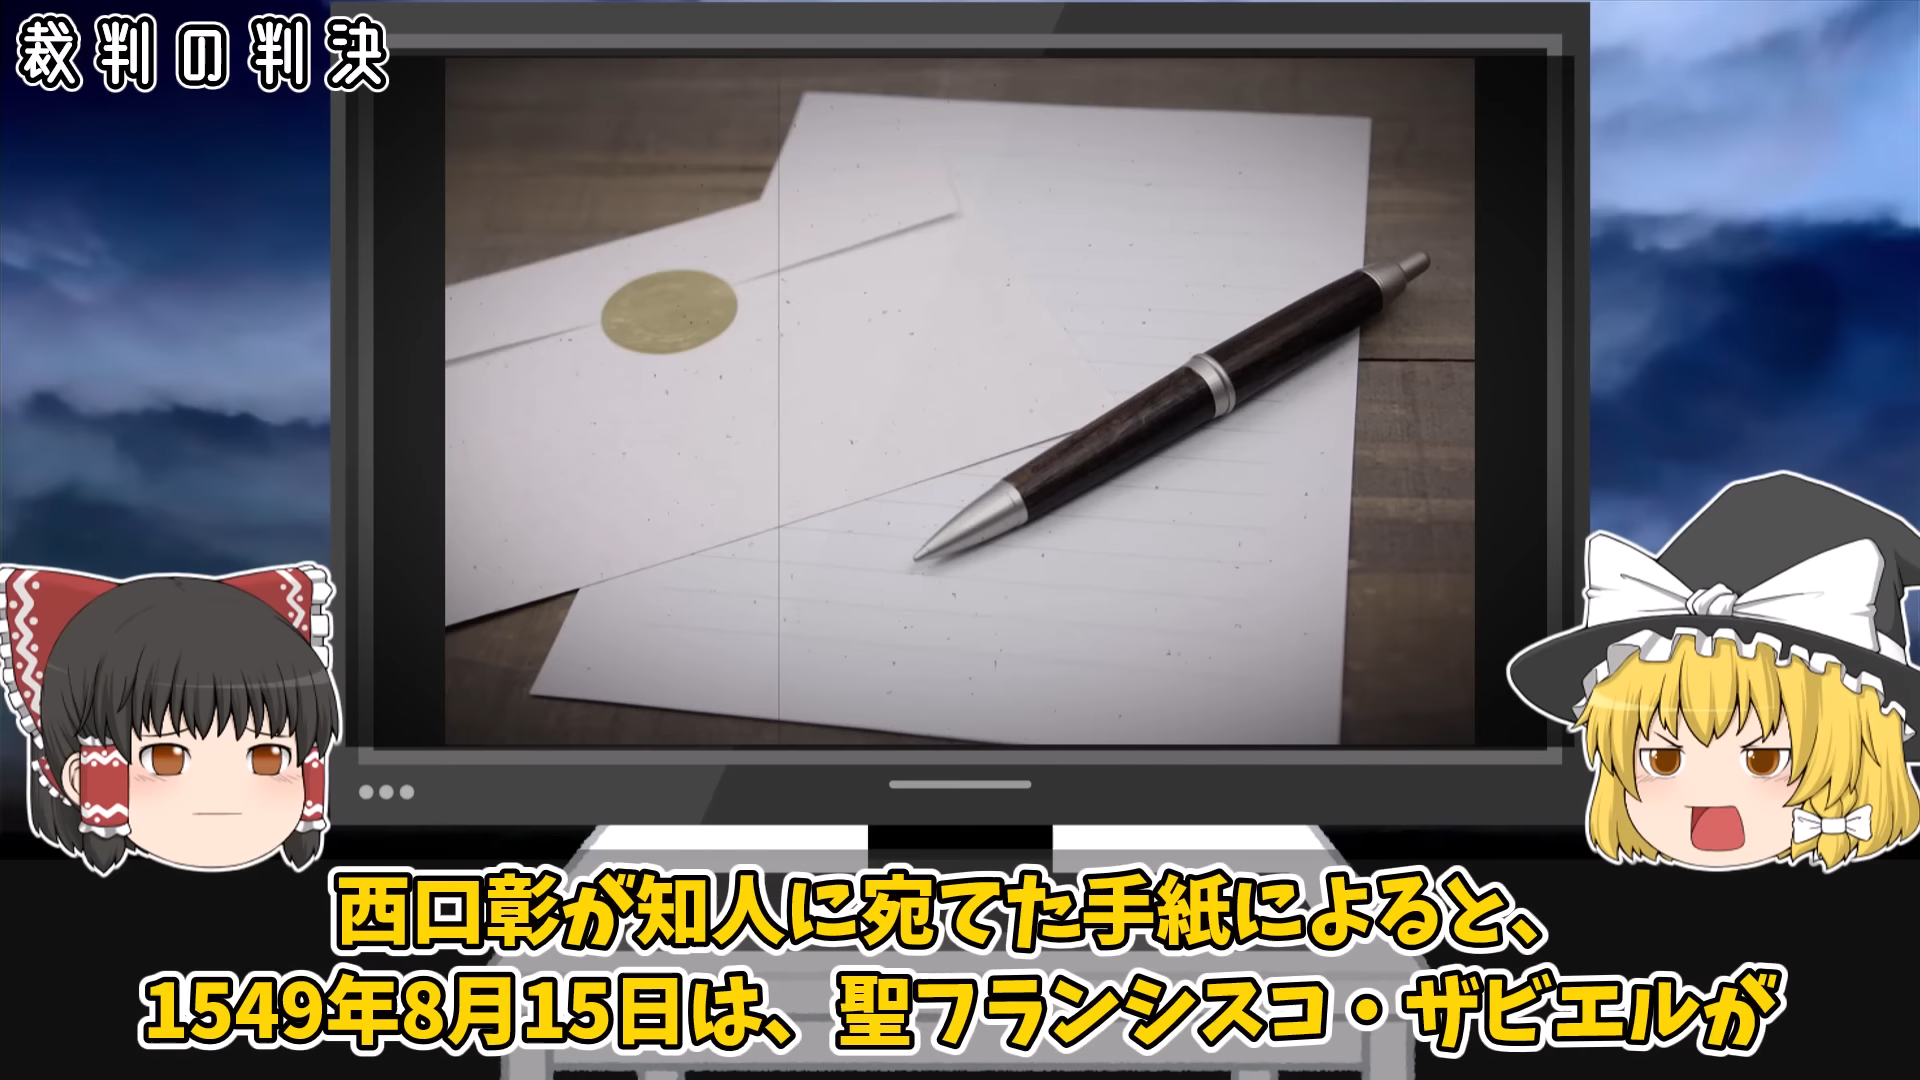 裁判の判決
西口彰が知人に宛てた手紙によると、
1549年8月15日は、聖フランシスコ・ザビエルが